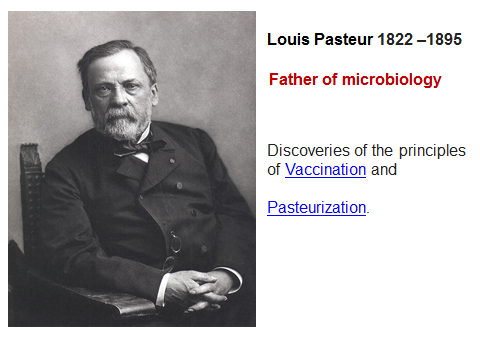 Louis Pasteur 1822 –1895
Father of microbiology
Discoveries of the principles
of Vaccination and
Pasteurization.